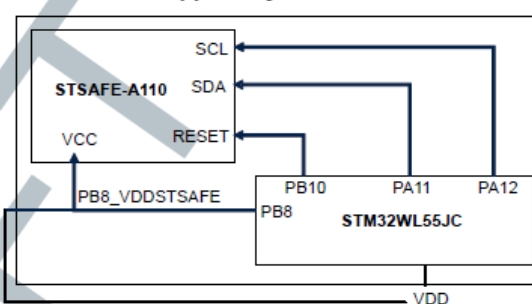 SCL
STSAFE-A110 SDA
VCC RESET
PB8_VDDSTSAFE
PB10 PA11 PA12
PB8
STM32WL55JC
VDD